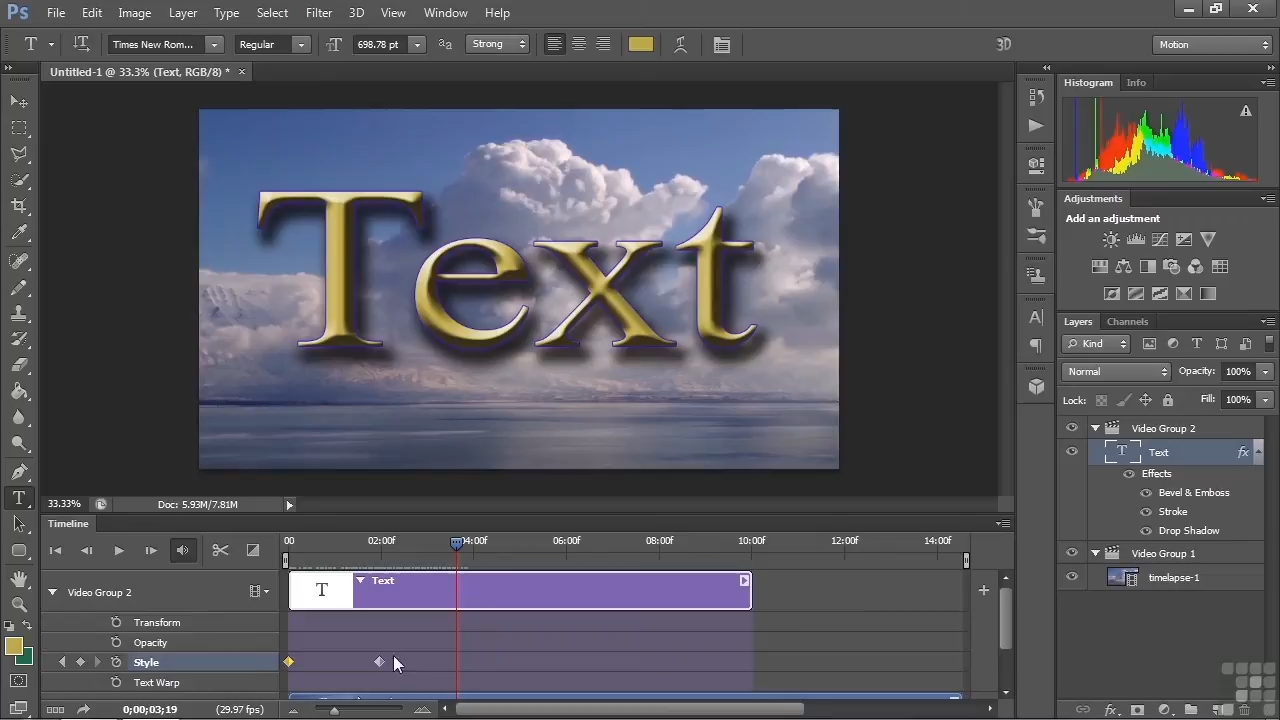 Ps File Edit Image Layer Type Select Filter 3D View Window Help
T Times New Rom... Regular T 698.78 pt aa Strong 3D Motion
Untitled-1 @ 33.3% (Text, RGB/8) * ×
Histogram Info
Text
Adjustments
Add an adjustment
Layers Channels
Kind
Normal Opacity: 100%
Lock: Fill: 100%
Video Group 2
T Text fx
Effects
Bevel & Emboss
Stroke
Drop Shadow
Video Group 1
timelapse-1
33.33% Doc: 5.93M/7.81M
Timeline
00 02:00f 04:00f 06:00f 08:00f 10:00f 12:00f 14:00f
Video Group 2 T Text
Transform
Opacity
Style
Text Warp
0;00;03;19 (29.97 fps)